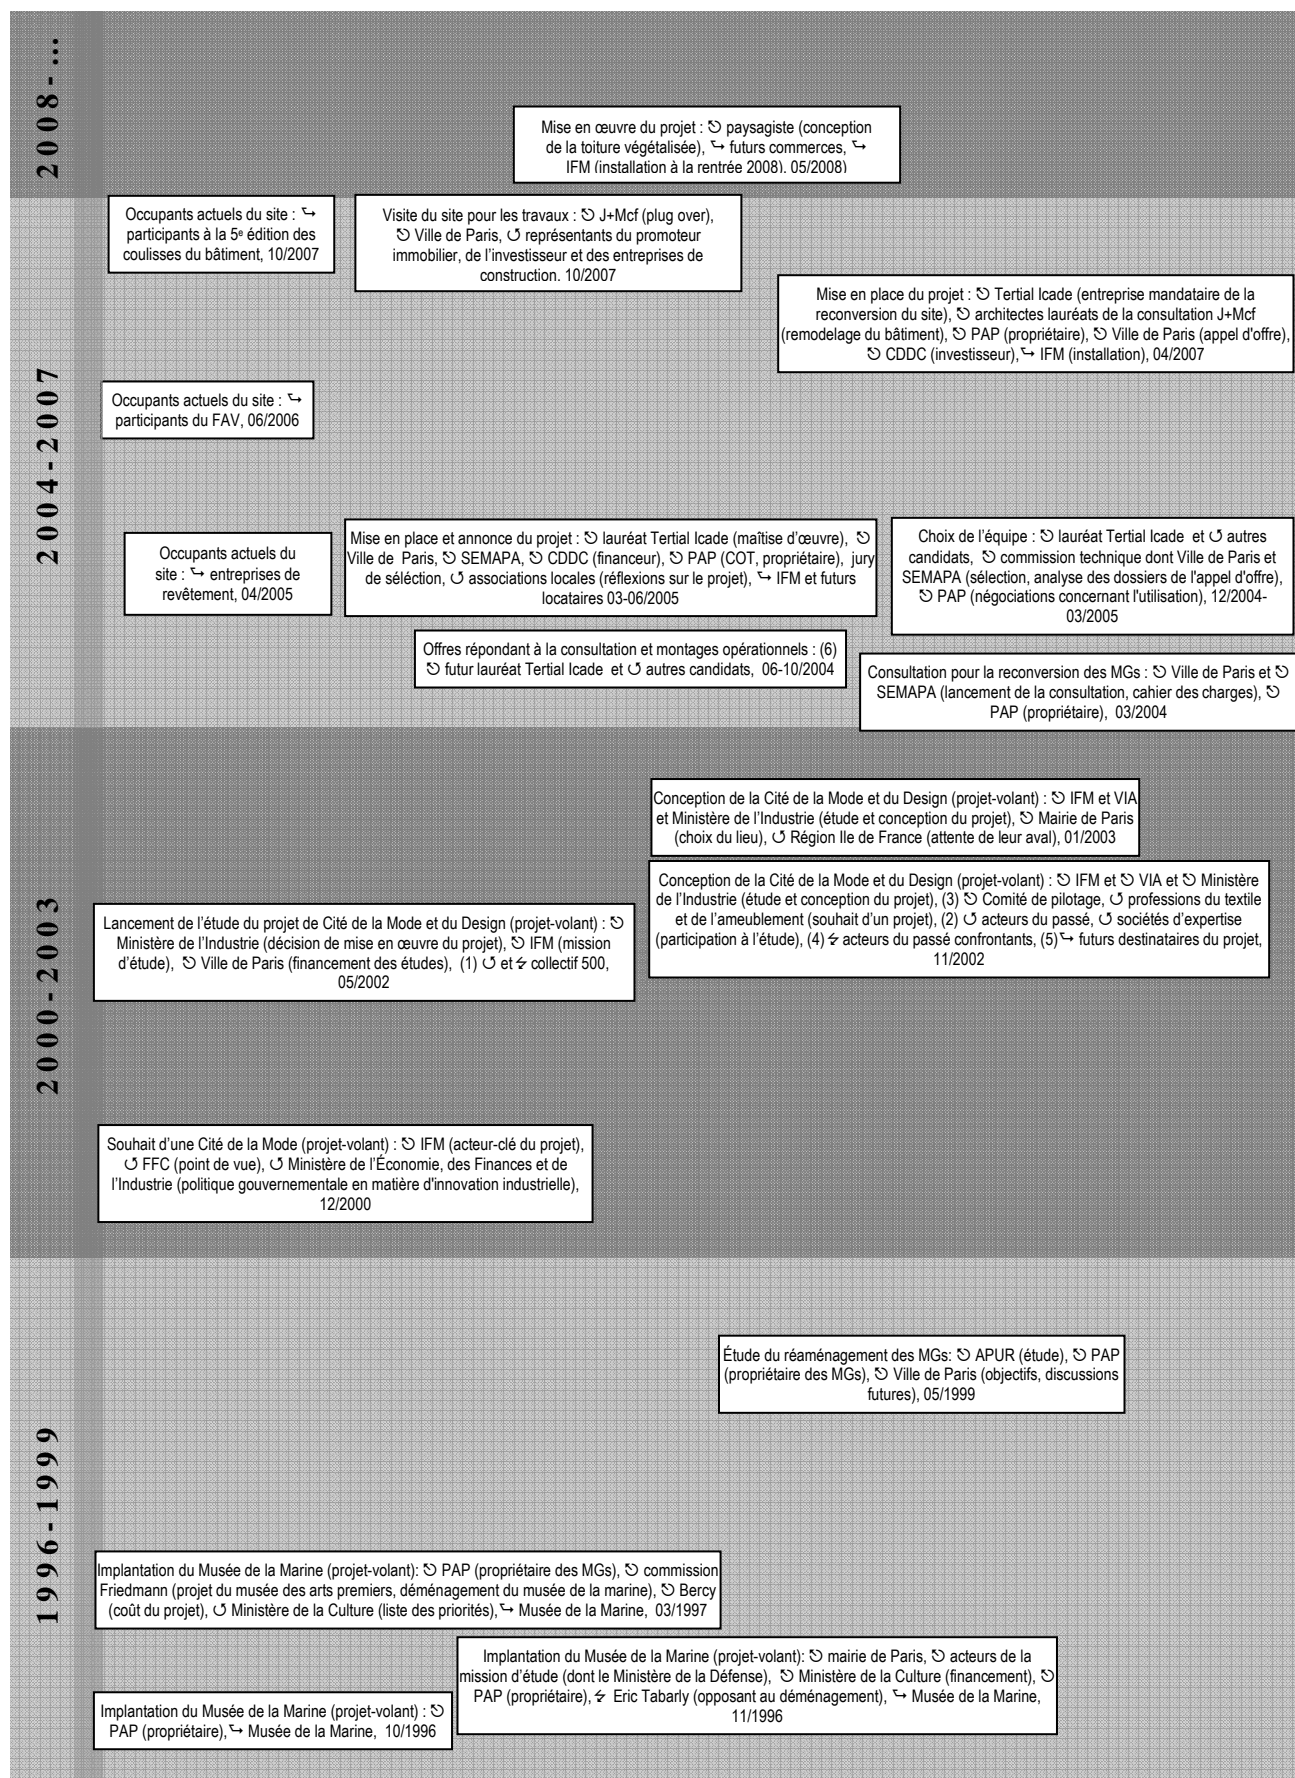 2008-...
Mise en œuvre du projet : ⎋ paysagiste (conception
de la toiture végétalisée), ↪ futurs commerces, ↪
IFM (installation à la rentrée 2008). 05/2008)
2004-2007
Occupants actuels du site : ↪
participants à la 5e édition des
coulisses du bâtiment, 10/2007
Visite du site pour les travaux : ⎋ J+Mcf (plug over),
⎋ Ville de Paris, ↺ représentants du promoteur
immobilier, de l'investisseur et des entreprises de
construction. 10/2007
Mise en place du projet : ⎋ Tertial Icade (entreprise mandataire de la
reconversion du site), ⎋ architectes lauréats de la consultation J+Mcf
(remodelage du bâtiment), ⎋ PAP (propriétaire), ⎋ Ville de Paris (appel d'offre),
⎋ CDDC (investisseur), ↪ IFM (installation), 04/2007
Occupants actuels du site : ↪
participants du FAV, 06/2006
Occupants actuels du
site : ↪ entreprises de
revêtement, 04/2005
Mise en place et annonce du projet : ⎋ lauréat Tertial Icade (maîtise d'œuvre), ⎋
Ville de Paris, ⎋ SEMAPA, ⎋ CDDC (financeur), ⎋ PAP (COT, propriétaire), jury
de séléction, ↺ associations locales (réflexions sur le projet), ↪ IFM et futurs
locataires 03-06/2005
Choix de l'équipe : ⎋ lauréat Tertial Icade et ↺ autres
candidats, ⎋ commission technique dont Ville de Paris et
SEMAPA (sélection, analyse des dossiers de l'appel d'offre),
⎋ PAP (négociations concernant l'utilisation), 12/2004-
03/2005
Offres répondant à la consultation et montages opérationnels : (6)
⎋ futur lauréat Tertial Icade et ↺ autres candidats, 06-10/2004
Consultation pour la reconversion des MGs : ⎋ Ville de Paris et ⎋
SEMAPA (lancement de la consultation, cahier des charges), ⎋
PAP (propriétaire), 03/2004
2000-2003
Conception de la Cité de la Mode et du Design (projet-volant) : ⎋ IFM et VIA
et Ministère de l'Industrie (étude et conception du projet), ⎋ Mairie de Paris
(choix du lieu), ↺ Région Ile de France (attente de leur aval), 01/2003
Conception de la Cité de la Mode et du Design (projet-volant) : ⎋ IFM et ⎋ VIA et ⎋ Ministère
de l'Industrie (étude et conception du projet), (3) ⎋ Comité de pilotage, ↺ professions du textile
et de l'ameublement (souhait d'un projet), (2) ↺ acteurs du passé, ↺ sociétés d'expertise
(participation à l'étude), (4) ⭍ acteurs du passé confrontants, (5) ↪ futurs destinataires du projet,
11/2002
Lancement de l'étude du projet de Cité de la Mode et du Design (projet-volant) : ⎋
Ministère de l'Industrie (décision de mise en œuvre du projet), ⎋ IFM (mission
d'étude), ⎋ Ville de Paris (financement des études), (1) ↺ et ⭍ collectif 500,
05/2002
Souhait d'une Cité de la Mode (projet-volant) : ⎋ IFM (acteur-clé du projet),
↺ FFC (point de vue), ↺ Ministère de l'Économie, des Finances et de
l'Industrie (politique gouvernementale en matière d'innovation industrielle),
12/2000
1996-1999
Étude du réaménagement des MGs: ⎋ APUR (étude), ⎋ PAP
(propriétaire des MGs), ⎋ Ville de Paris (objectifs, discussions
futures), 05/1999
Implantation du Musée de la Marine (projet-volant): ⎋ PAP (propriétaire des MGs), ⎋ commission
Friedmann (projet du musée des arts premiers, déménagement du musée de la marine), ⎋ Bercy
(coût du projet), ↺ Ministère de la Culture (liste des priorités), ↪ Musée de la Marine, 03/1997
Implantation du Musée de la Marine (projet-volant): ⎋ mairie de Paris, ⎋ acteurs de la
mission d'étude (dont le Ministère de la Défense), ⎋ Ministère de la Culture (financement), ⎋
PAP (propriétaire), ⭍ Eric Tabarly (opposant au déménagement), ↪ Musée de la Marine,
11/1996
Implantation du Musée de la Marine (projet-volant) : ⎋
PAP (propriétaire), ↪ Musée de la Marine, 10/1996